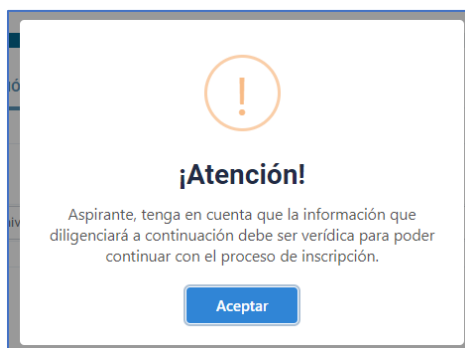 !
¡Atención!
Aspirante, tenga en cuenta que la información que
diligenciará a continuación debe ser verídica para poder
continuar con el proceso de inscripción.
Aceptar